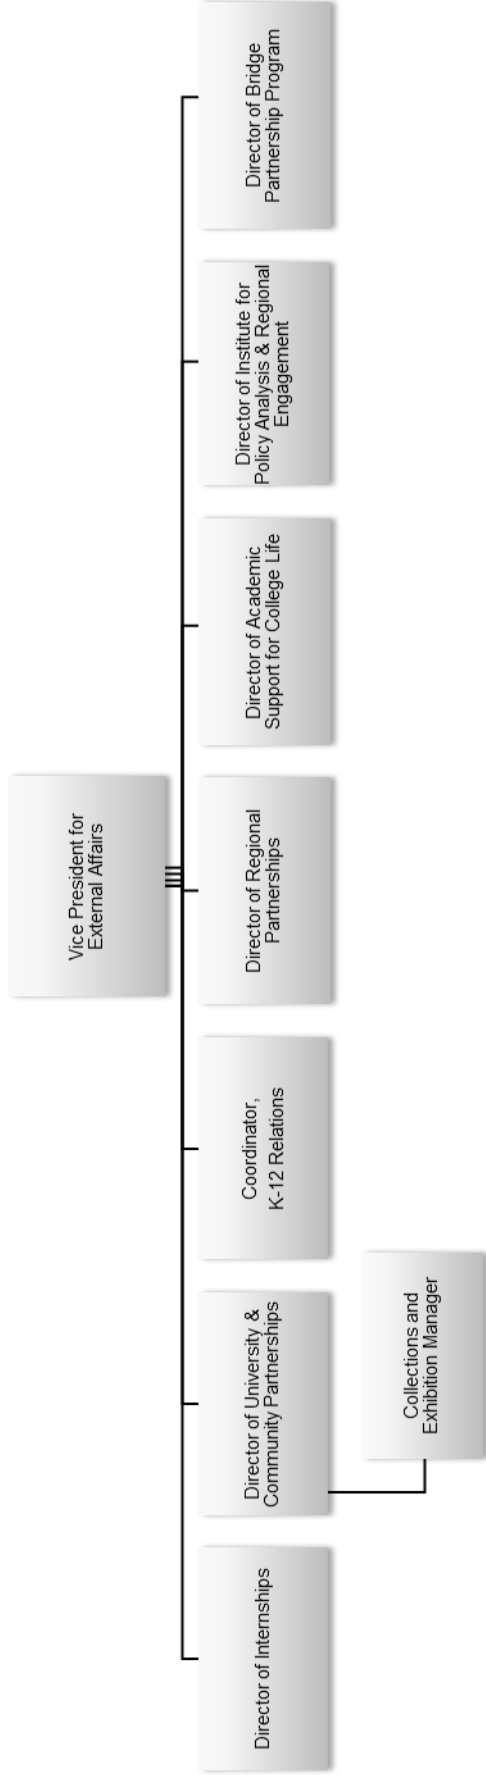 Vice President for
External Affairs
Director of Internships
Director of University &
Community Partnerships
Coordinator,
K-12 Relations
Director of Regional
Partnerships
Director of Academic
Support for College Life
Director of Institute for
Policy Analysis & Regional
Engagement
Director of Bridge
Partnership Program
Collections and
Exhibition Manager